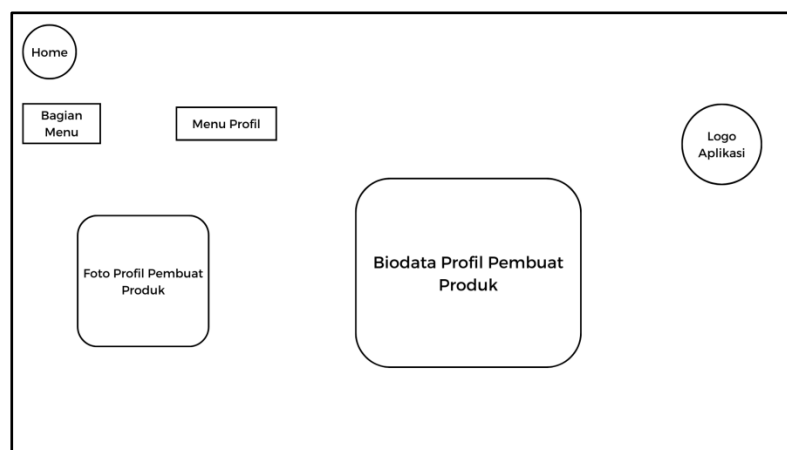 Home
Bagian
Menu
Menu Profil
Logo
Aplikasi
Foto Profil Pembuat
Produk
Biodata Profil Pembuat
Produk